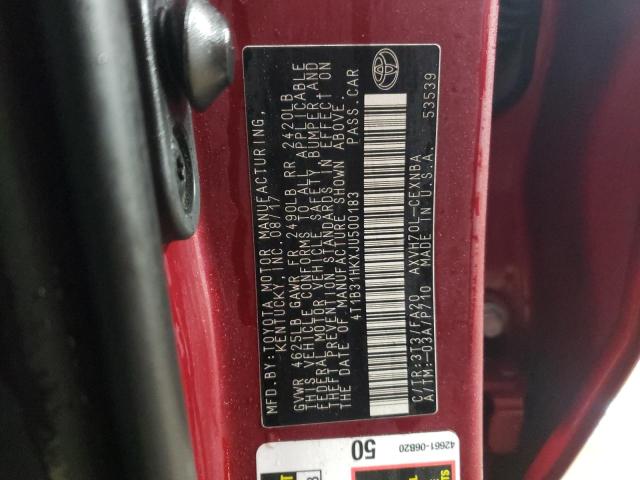 MFD.BY:TOYOTA MOTOR MANUFACTURING,
KENTUCKY, INC. 08/17
GVWR 4625LB GAWR FR 2490LB RR 2420LB
THIS VEHICLE CONFORMS TO ALL APPLICABLE
FEDERAL MOTOR VEHICLE SAFETY, BUMPER, AND
THEFT PREVENTION STANDARDS IN EFFECT ON
THE DATE OF MANUFACTURE SHOWN ABOVE.
4T1B31HKXJU500183 PASS.CAR
C/TR:3T3/FA20 AXVH70L-CEXNBA
A/TM:-03A/P710 MADE IN U.S.A. 53539
42661-06B20
50